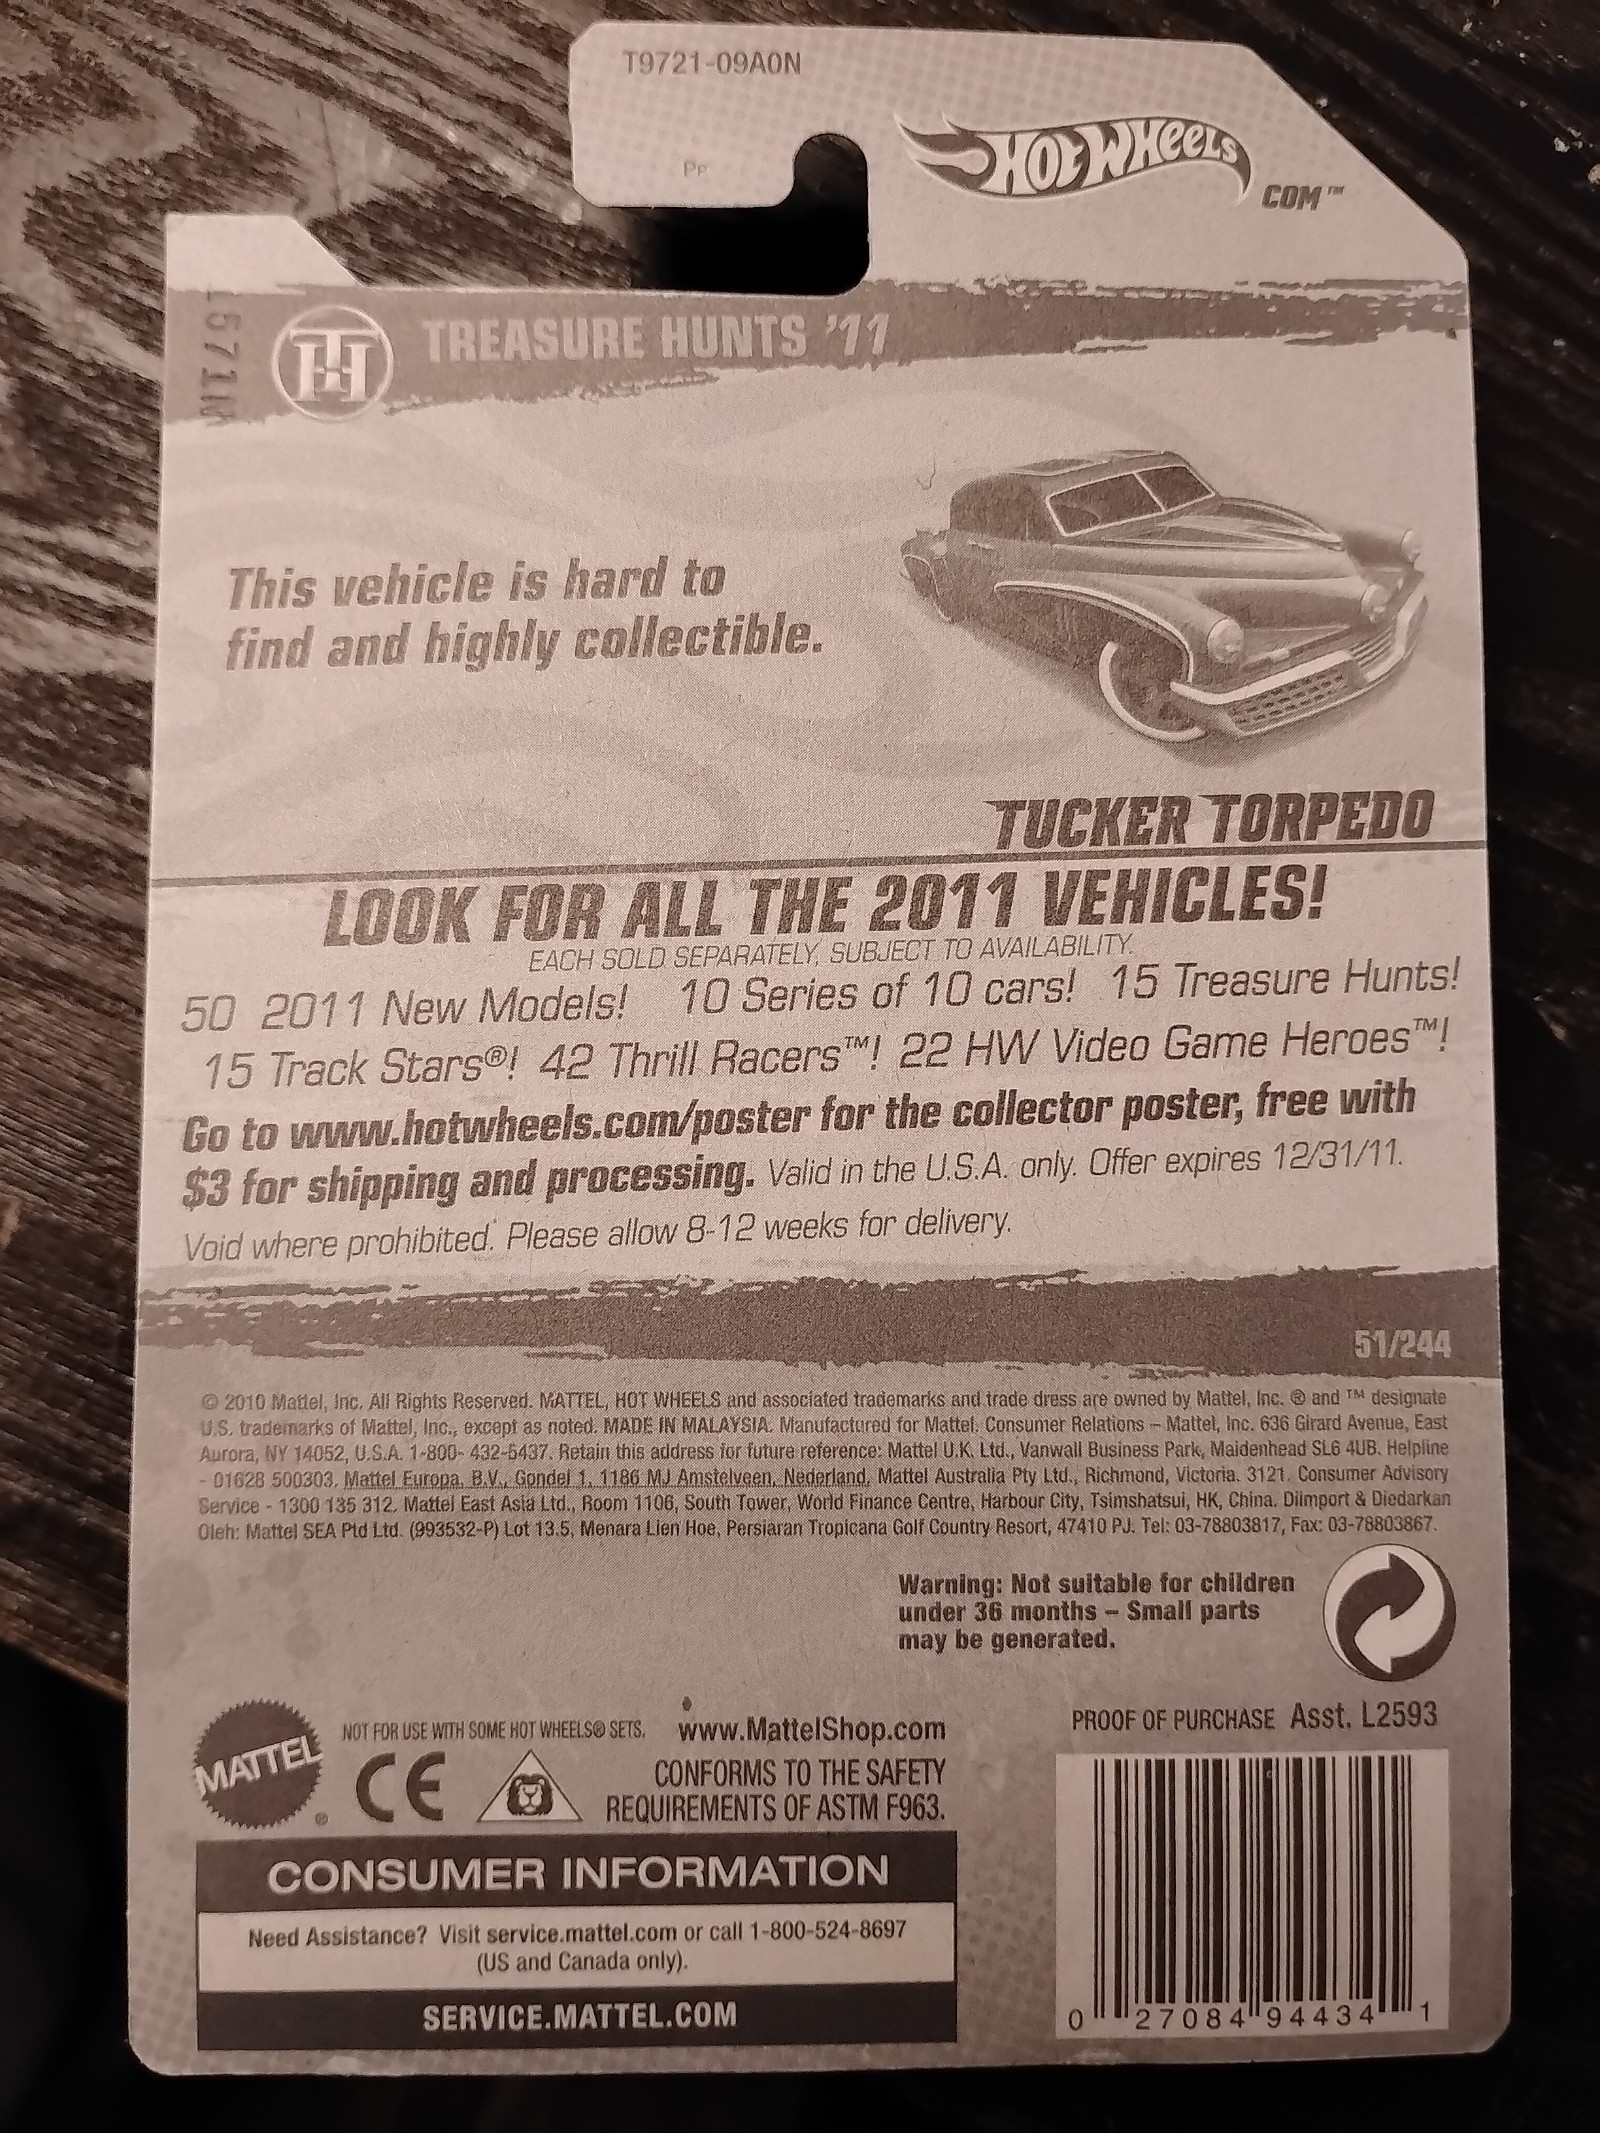 T9721-09A0N
Pp
HOT WHEELS
.COM™
1571N
TH TREASURE HUNTS '11
This vehicle is hard to
find and highly collectible.
TUCKER TORPEDO
LOOK FOR ALL THE 2011 VEHICLES!
EACH SOLD SEPARATELY, SUBJECT TO AVAILABILITY.
50 2011 New Models! 10 Series of 10 cars! 15 Treasure Hunts!
15 Track Stars®! 42 Thrill Racers™! 22 HW Video Game Heroes™!
Go to www.hotwheels.com/poster for the collector poster, free with
$3 for shipping and processing. Valid in the U.S.A. only. Offer expires 12/31/11.
Void where prohibited. Please allow 8-12 weeks for delivery.
51/244
© 2010 Mattel, Inc. All Rights Reserved. MATTEL, HOT WHEELS and associated trademarks and trade dress are owned by Mattel, Inc. ® and ™ designate
U.S. trademarks of Mattel, Inc., except as noted. MADE IN MALAYSIA. Manufactured for Mattel. Consumer Relations – Mattel, Inc. 636 Girard Avenue, East
Aurora, NY 14052, U.S.A. 1-800- 432-5437. Retain this address for future reference: Mattel U.K. Ltd., Vanwall Business Park, Maidenhead SL6 4UB. Helpline
- 01628 500303. Mattel Europa, B.V., Gondel 1, 1186 MJ Amstelveen, Nederland. Mattel Australia Pty Ltd., Richmond, Victoria. 3121. Consumer Advisory
Service - 1300 135 312. Mattel East Asia Ltd., Room 1106, South Tower, World Finance Centre, Harbour City, Tsimshatsui, HK, China. Diimport & Diedarkan
Oleh: Mattel SEA Ptd Ltd. (993532-P) Lot 13.5, Menara Lien Hoe, Persiaran Tropicana Golf Country Resort, 47410 PJ. Tel: 03-78803817, Fax: 03-78803867.
Warning: Not suitable for children
under 36 months – Small parts
may be generated.
PROOF OF PURCHASE Asst. L2593
NOT FOR USE WITH SOME HOT WHEELS® SETS. www.MattelShop.com
MATTEL ® CE CONFORMS TO THE SAFETY
REQUIREMENTS OF ASTM F963.
CONSUMER INFORMATION
Need Assistance? Visit service.mattel.com or call 1-800-524-8697
(US and Canada only).
SERVICE.MATTEL.COM
0 27084 94434 1